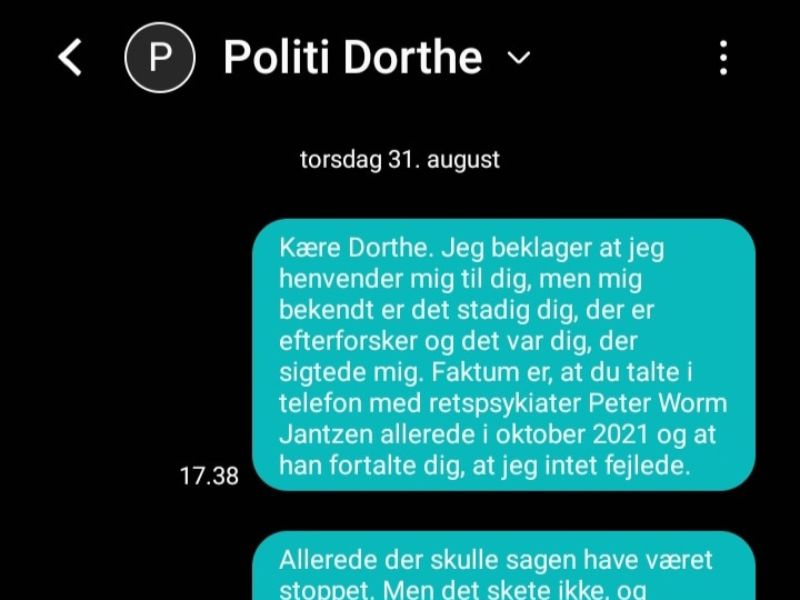 P
Politi Dorthe
torsdag 31. august
Kære Dorthe. Jeg beklager at jeg
henvender mig til dig, men mig
bekendt er det stadig dig, der er
efterforsker og det var dig, der
sigtede mig. Faktum er, at du talte i
telefon med retspsykiater Peter Worm
Jantzen allerede i oktober 2021 og at
han fortalte dig, at jeg intet fejlede.
17.38
Allerede der skulle sagen have været
stoppet. Men det skete ikke, og